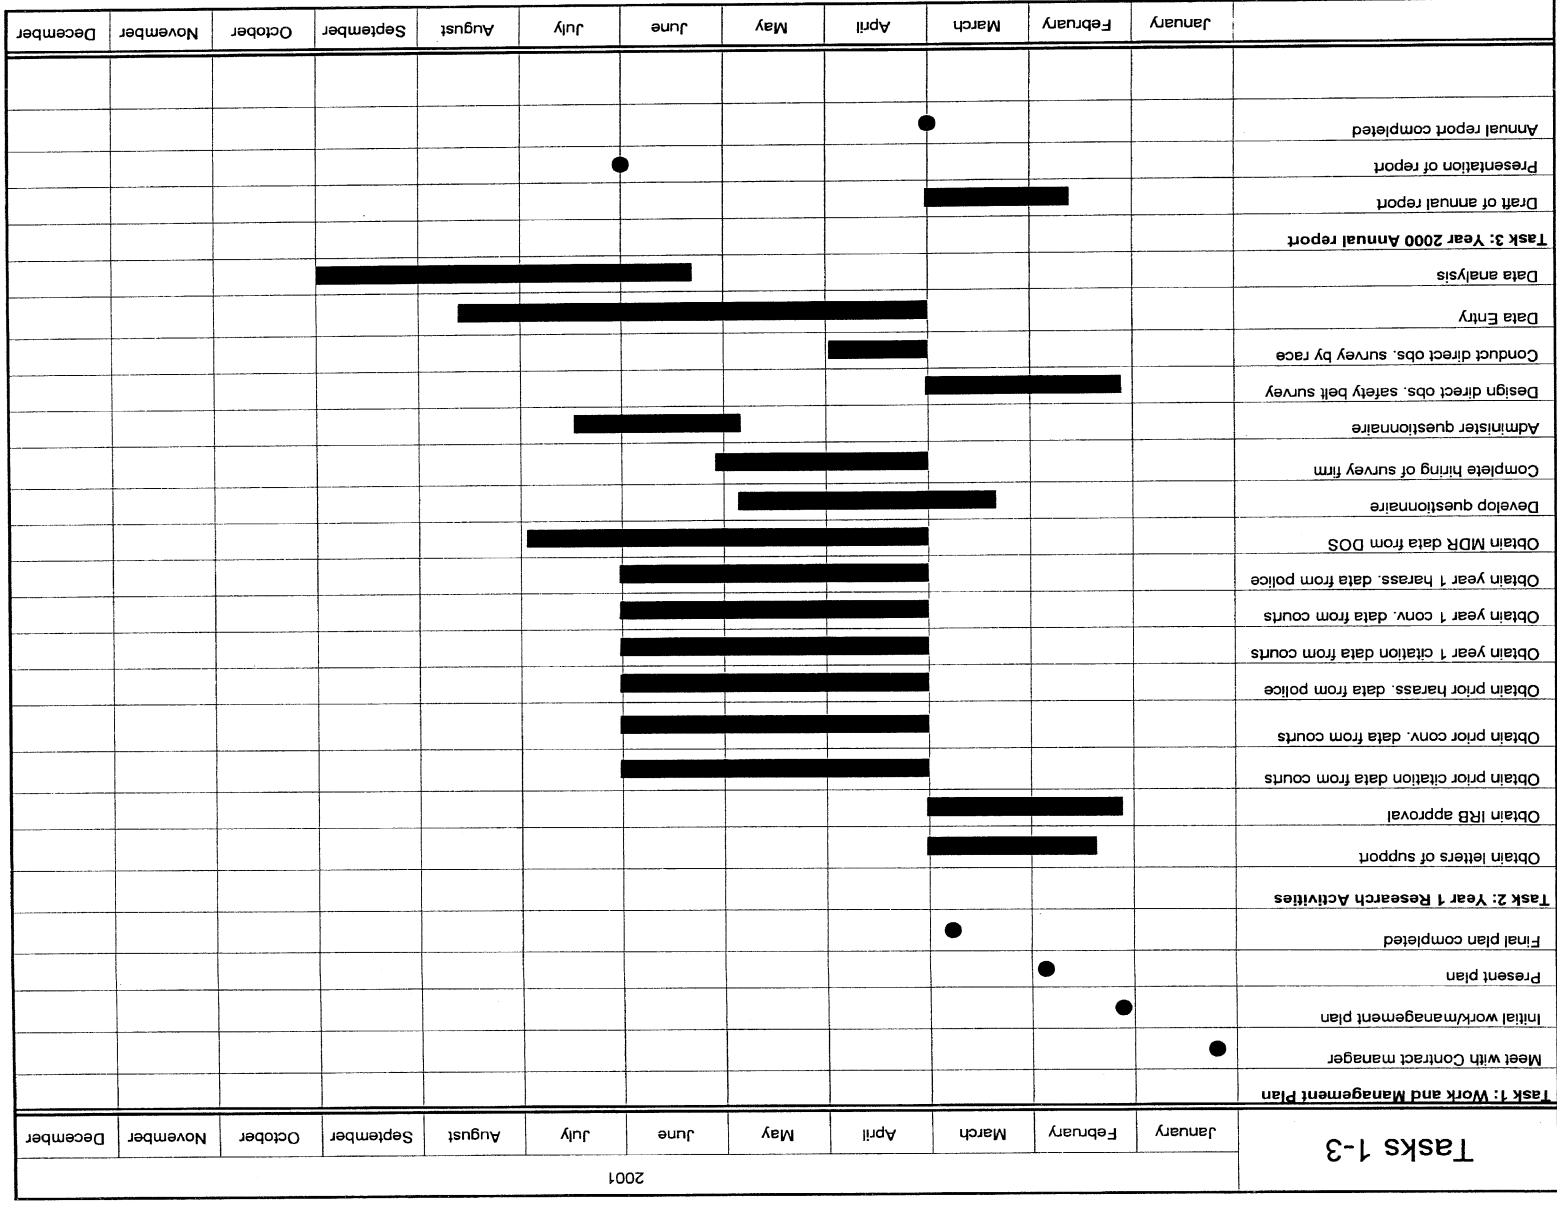 Tasks 1-3
2001
January February March April May June July August September October November December
Task 1: Work and Management Plan
Meet with Contract manager
Initial work/management plan
Present plan
Final plan completed
Task 2: Year 1 Research Activities
Obtain letters of support
Obtain IRB approval
Obtain prior citation data from courts
Obtain prior conv. data from courts
Obtain prior harass. data from police
Obtain year 1 citation data from courts
Obtain year 1 conv. data from courts
Obtain year 1 harass. data from police
Obtain MDR data from DOS
Develop questionnaire
Complete hiring of survey firm
Administer questionnaire
Design direct obs. safety belt survey
Conduct direct obs. survey by race
Data Entry
Data analysis
Task 3: Year 2000 Annual report
Draft of annual report
Presentation of report
Annual report completed
January February March April May June July August September October November December